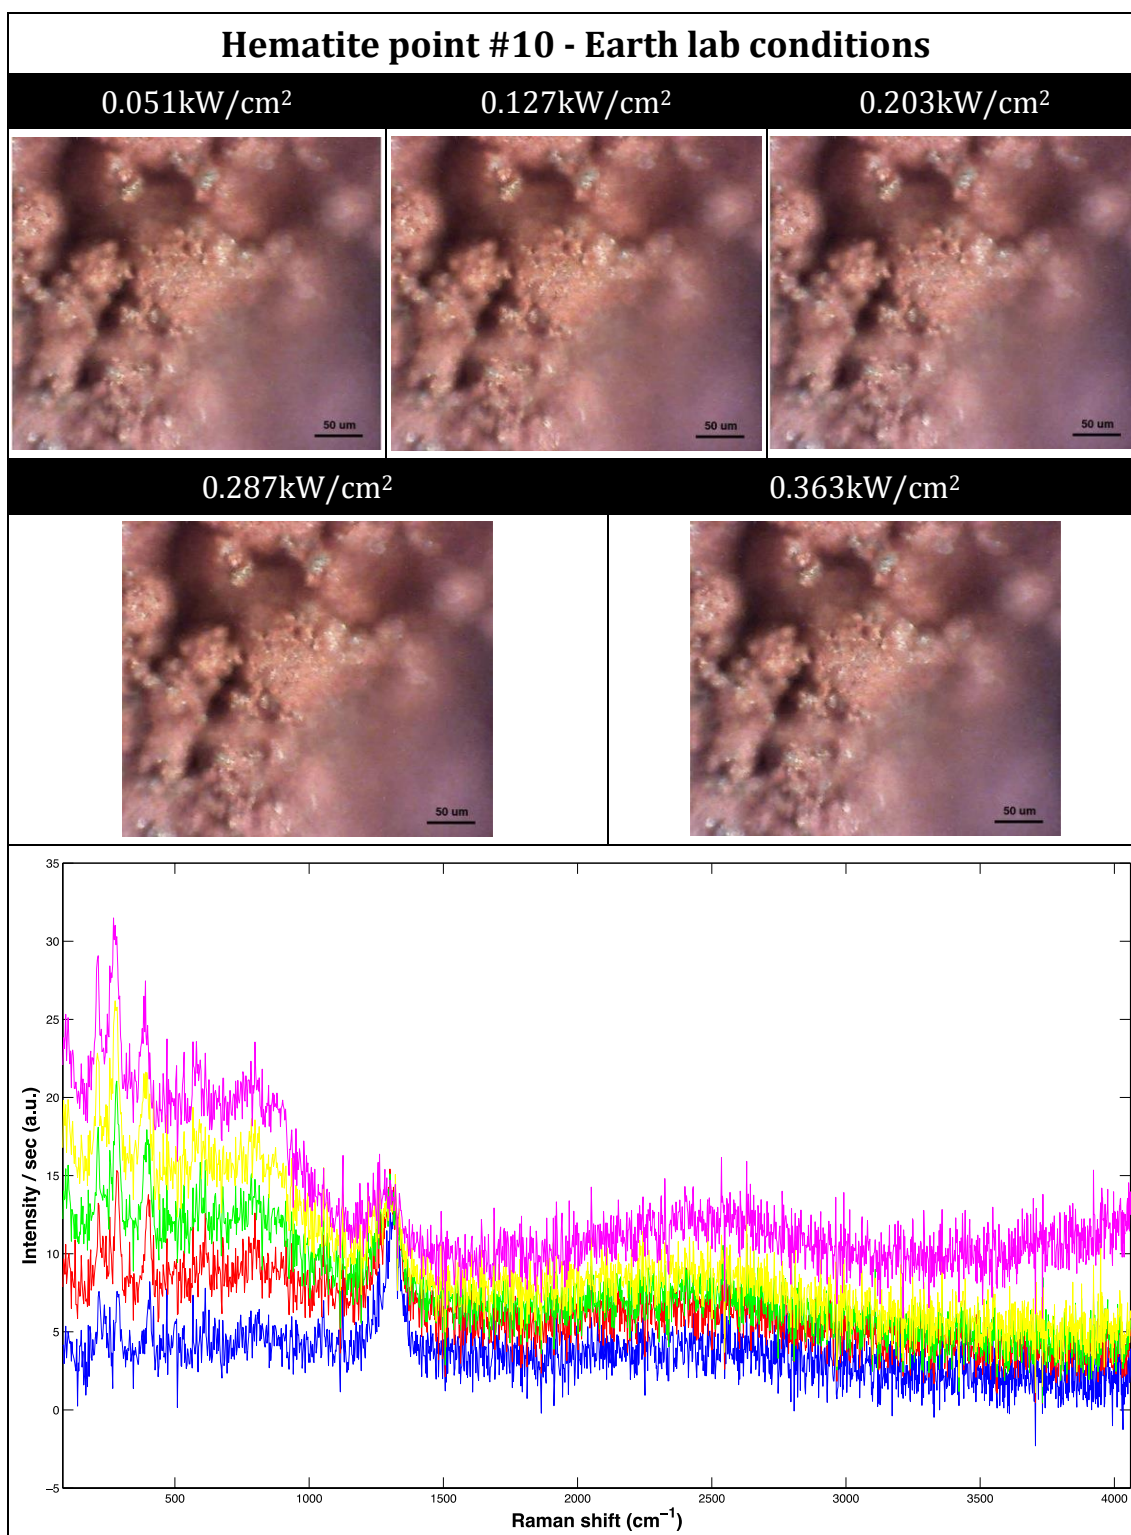 Hematite point #10 - Earth lab conditions
0.051kW/cm²
0.127kW/cm²
0.203kW/cm²
50 um
50 um
50 um
0.287kW/cm²
0.363kW/cm²
50 um
50 um
35
30
25
20
15
10
5
0
−5
Intensity / sec (a.u.)
500
1000
1500
2000
2500
3000
3500
4000
Raman shift (cm⁻¹)